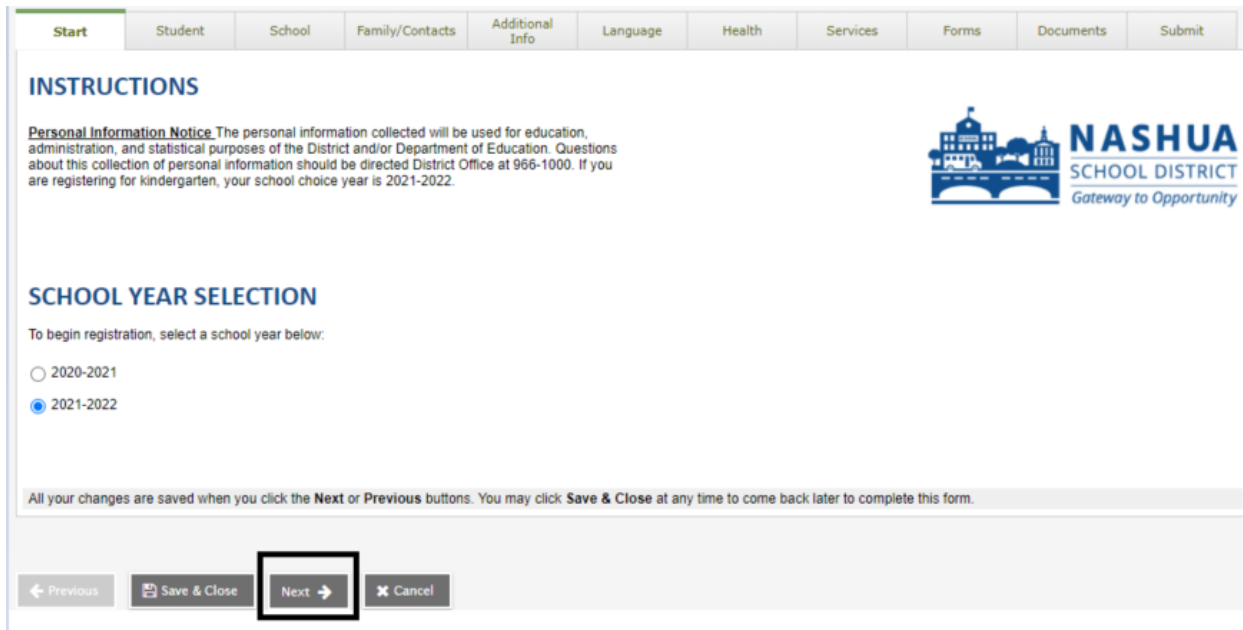 Start Student School Family/Contacts Additional Info Language Health Services Forms Documents Submit
INSTRUCTIONS
Personal Information Notice The personal information collected will be used for education,
administration, and statistical purposes of the District and/or Department of Education. Questions
about this collection of personal information should be directed District Office at 966-1000. If you
are registering for kindergarten, your school choice year is 2021-2022.
NASHUA
SCHOOL DISTRICT
Gateway to Opportunity
SCHOOL YEAR SELECTION
To begin registration, select a school year below:
2020-2021
2021-2022
All your changes are saved when you click the Next or Previous buttons. You may click Save & Close at any time to come back later to complete this form.
Previous Save & Close Next Cancel